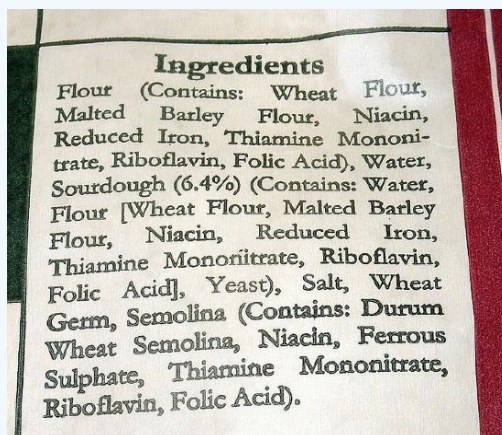 Ingredients
Flour (Contains: Wheat Flour,
Malted Barley Flour, Niacin,
Reduced Iron, Thiamine Mononi-
trate, Riboflavin, Folic Acid), Water,
Sourdough (6.4%) (Contains: Water,
Flour [Wheat Flour, Malted Barley
Flour, Niacin, Reduced Iron,
Thiamine Mononitrate, Riboflavin,
Folic Acid], Yeast), Salt, Wheat
Germ, Semolina (Contains: Durum
Wheat Semolina, Niacin, Ferrous
Sulphate, Thiamine Mononitrate,
Riboflavin, Folic Acid).